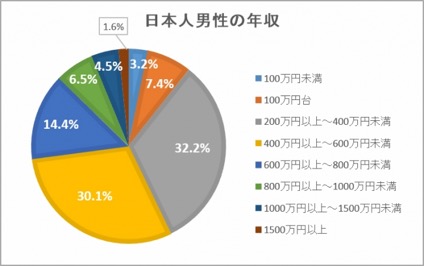 日本人男性の年収
1.6%
3.2%
7.4%
32.2%
30.1%
14.4%
6.5%
4.5%
100万円未満
100万円台
200万円以上～400万円未満
400万円以上～600万円未満
600万円以上～800万円未満
800万円以上～1000万円未満
1000万円以上～1500万円未満
1500万円以上